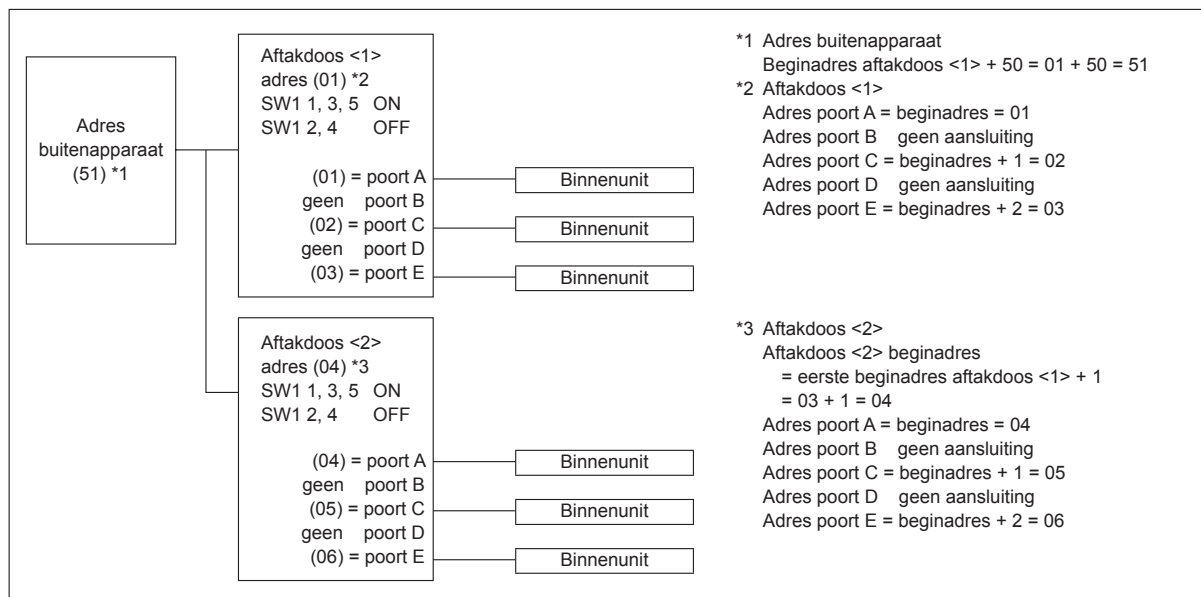 Adres
buitenapparaat
(51) *1
Aftakdoos <1>
adres (01) *2
SW1 1, 3, 5 ON
SW1 2, 4 OFF
(01) = poort A
geen poort B
(02) = poort C
geen poort D
(03) = poort E
Binnenunit
Binnenunit
Binnenunit
*1 Adres buitenapparaat
Beginadres aftakdoos <1> + 50 = 01 + 50 = 51
*2 Aftakdoos <1>
Adres poort A = beginadres = 01
Adres poort B geen aansluiting
Adres poort C = beginadres + 1 = 02
Adres poort D geen aansluiting
Adres poort E = beginadres + 2 = 03
Aftakdoos <2>
adres (04) *3
SW1 1, 3, 5 ON
SW1 2, 4 OFF
(04) = poort A
geen poort B
(05) = poort C
geen poort D
(06) = poort E
Binnenunit
Binnenunit
Binnenunit
*3 Aftakdoos <2>
Aftakdoos <2> beginadres
= eerste beginadres aftakdoos <1> + 1
= 03 + 1 = 04
Adres poort A = beginadres = 04
Adres poort B geen aansluiting
Adres poort C = beginadres + 1 = 05
Adres poort D geen aansluiting
Adres poort E = beginadres + 2 = 06